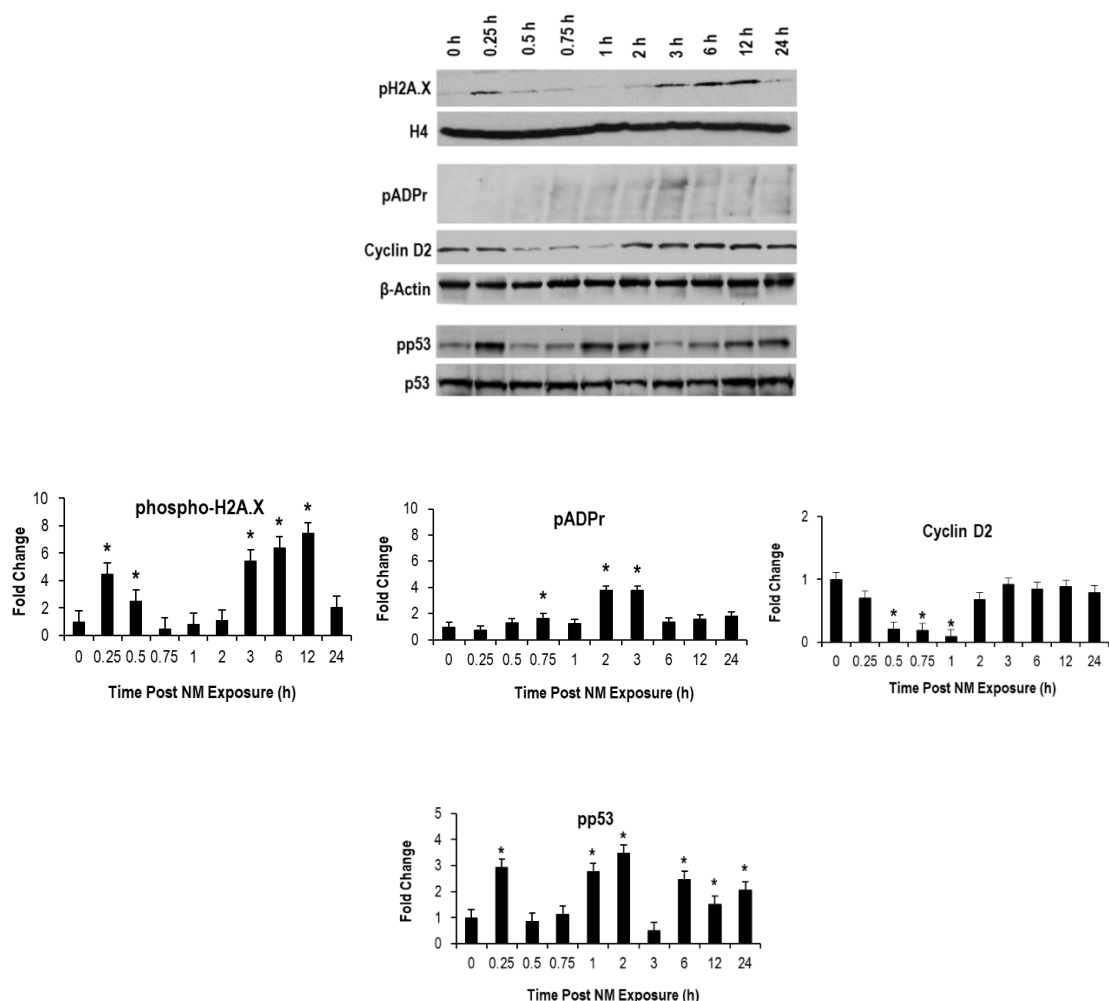 0 h 0.25 h 0.5 h 0.75 h 1 h 2 h 3 h 6 h 12 h 24 h
pH2A.X
H4
pADPr
Cyclin D2
β-Actin
pp53
p53
phospho-H2A.X
Fold Change
10
8
6
4
2
0
* * * * *
0 0.25 0.5 0.75 1 2 3 6 12 24
Time Post NM Exposure (h)
pADPr
Fold Change
10
8
6
4
2
0
* * *
0 0.25 0.5 0.75 1 2 3 6 12 24
Time Post NM Exposure (h)
Cyclin D2
Fold Change
2
1
0
* * *
0 0.25 0.5 0.75 1 2 3 6 12 24
Time Post NM Exposure (h)
pp53
Fold Change
5
4
3
2
1
0
* * * * * *
0 0.25 0.5 0.75 1 2 3 6 12 24
Time Post NM Exposure (h)